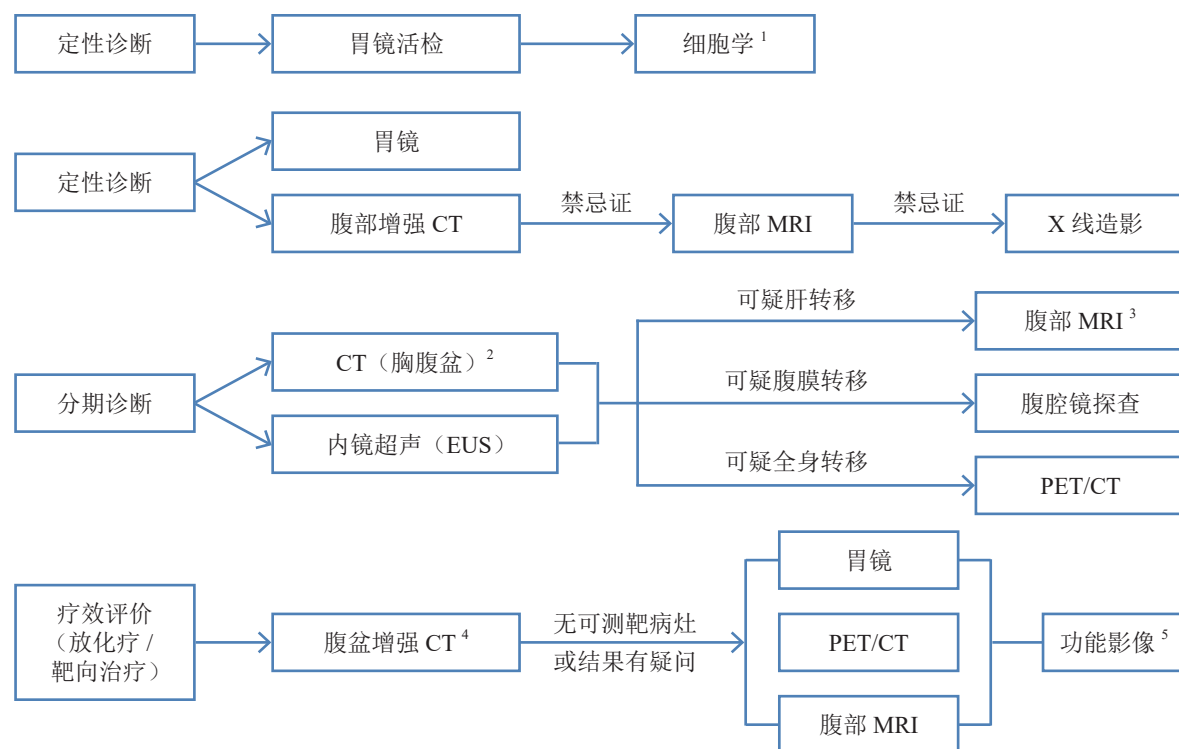 定性诊断
胃镜活检
细胞学 1
定性诊断
胃镜
腹部增强 CT
禁忌证
腹部 MRI
禁忌证
X 线造影
分期诊断
CT（胸腹盆）2
内镜超声（EUS）
可疑肝转移
腹部 MRI 3
可疑腹膜转移
腹腔镜探查
可疑全身转移
PET/CT
疗效评价
（放化疗 /
靶向治疗）
腹盆增强 CT 4
无可测靶病灶
或结果有疑问
胃镜
PET/CT
腹部 MRI
功能影像 5